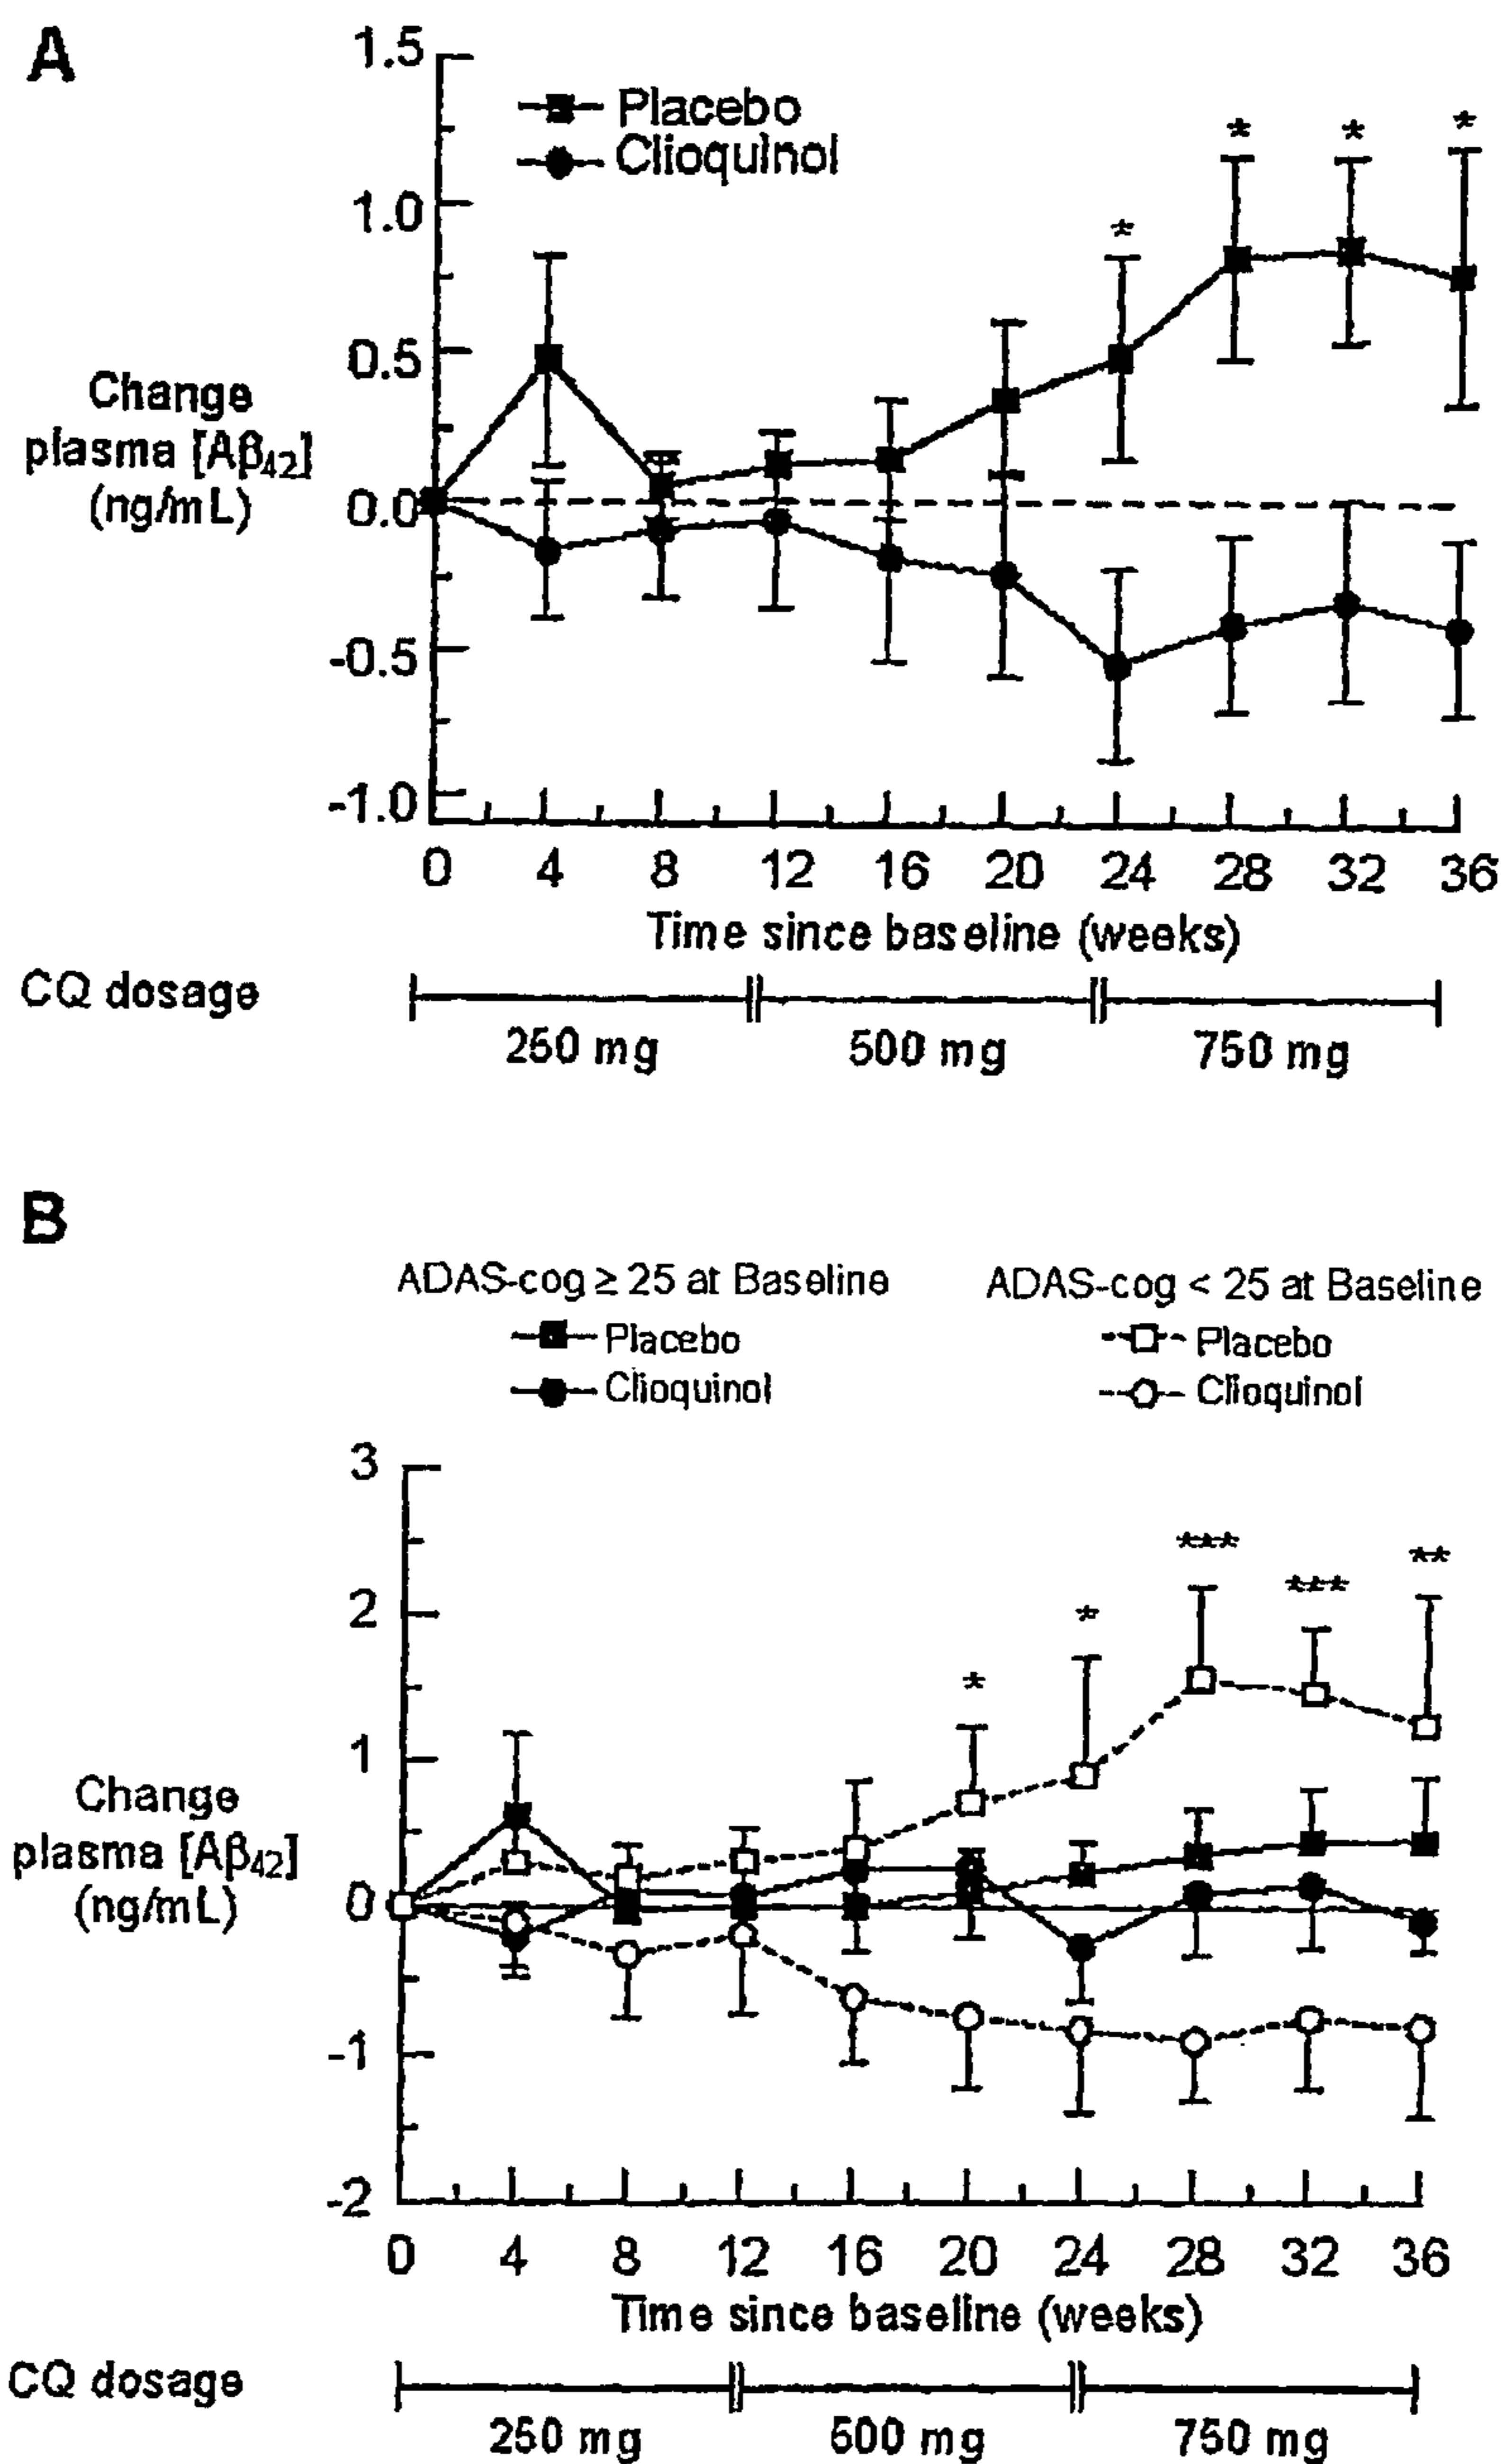 A
1.5
Placebo
Clioquinol
* * * *
1.0
0.5
0.0
-0.5
-1.0
Change
plasma [Aβ42]
(ng/mL)
0 4 8 12 16 20 24 28 32 36
Time since baseline (weeks)
CQ dosage
250 mg 500 mg 750 mg
B
ADAS-cog ≥ 25 at Baseline ADAS-cog < 25 at Baseline
Placebo Placebo
Clioquinol Clioquinol
3
2
1
0
-1
-2
* * *** *** **
Change
plasma [Aβ42]
(ng/mL)
0 4 8 12 16 20 24 28 32 36
Time since baseline (weeks)
CQ dosage
250 mg 500 mg 750 mg